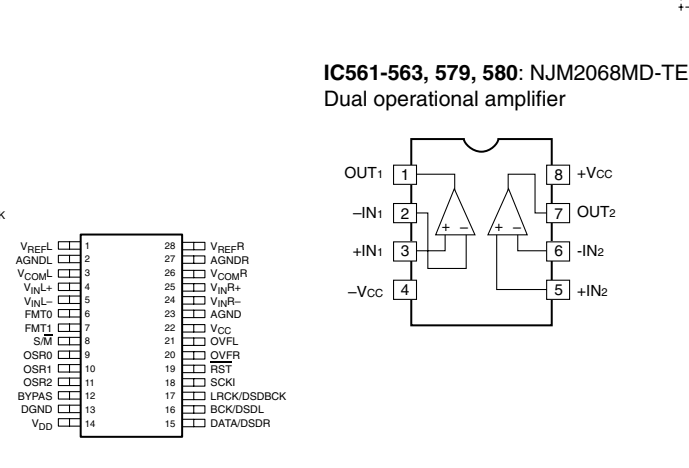 IC561-563, 579, 580: NJM2068MD-TE
Dual operational amplifier
OUT1 1 8 +VCC
–IN1 2 7 OUT2
+IN1 3 6 -IN2
–VCC 4 5 +IN2
+ – + –
K
VREFL 1 28 VREFR
AGNDL 2 27 AGNDR
VCOML 3 26 VCOMR
VINL+ 4 25 VINR+
VINL– 5 24 VINR–
FMT0 6 23 AGND
FMT1 7 22 VCC
S/M 8 21 OVFL
OSR0 9 20 OVFR
OSR1 10 19 RST
OSR2 11 18 SCKI
BYPAS 12 17 LRCK/DSDBCK
DGND 13 16 BCK/DSDL
VDD 14 15 DATA/DSDR